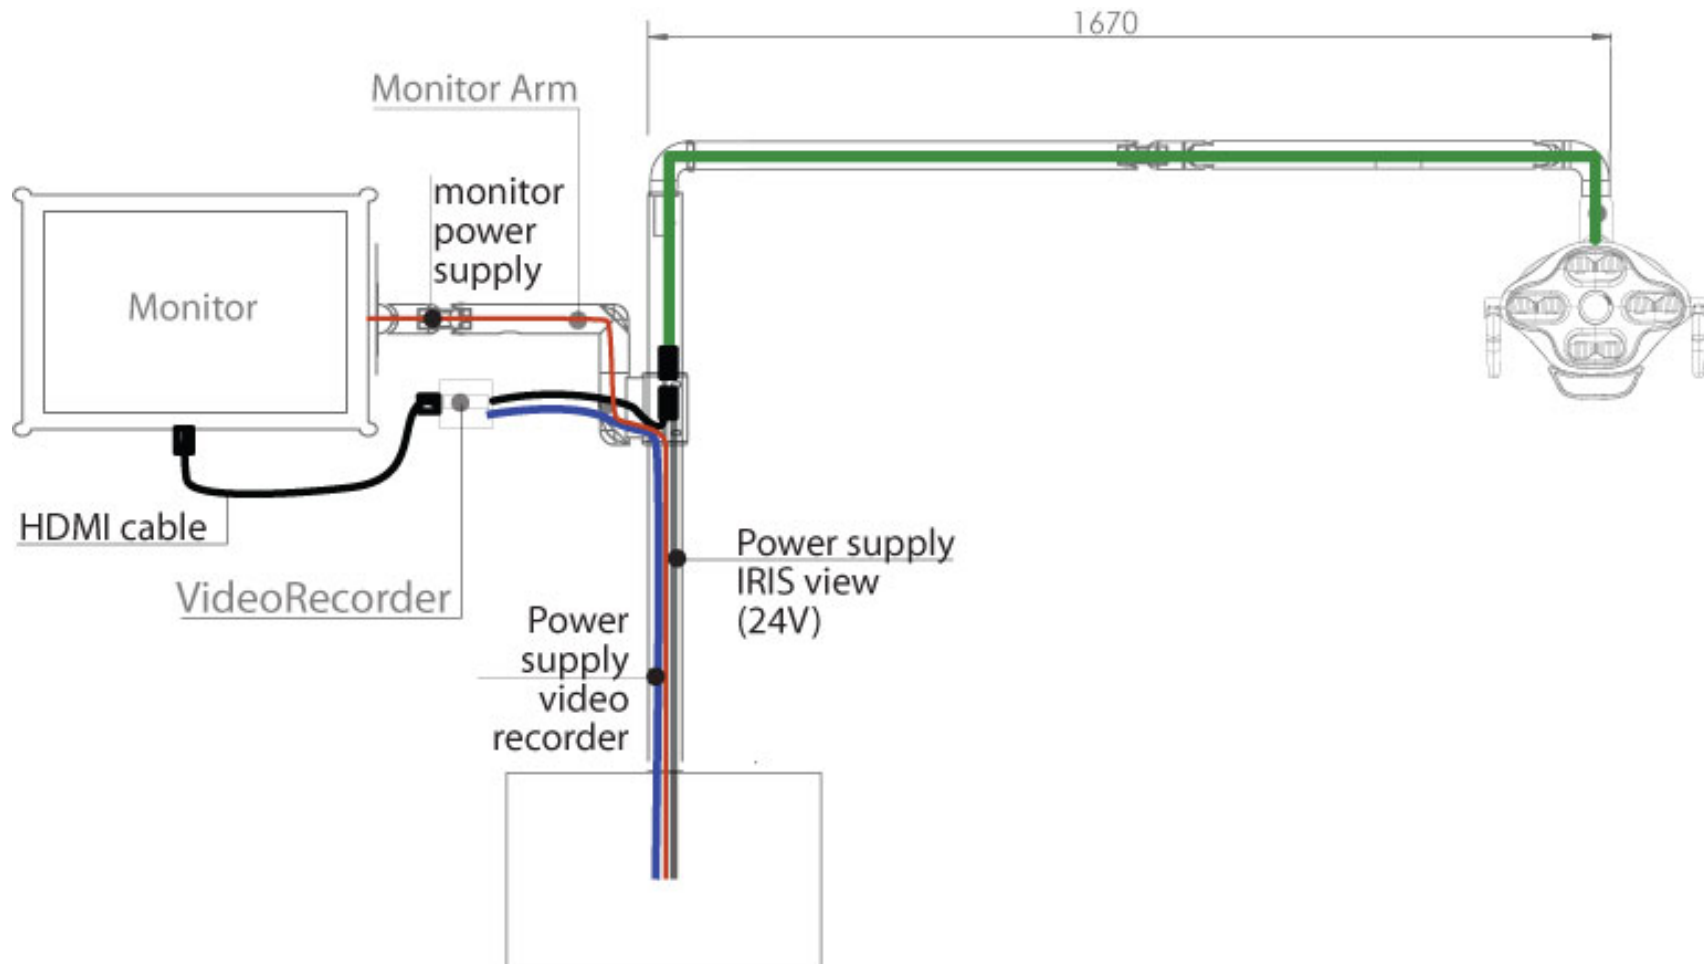 1670
Monitor Arm
monitor
power
supply
Monitor
HDMI cable
VideoRecorder
Power supply
IRIS view
(24V)
Power
supply
video
recorder